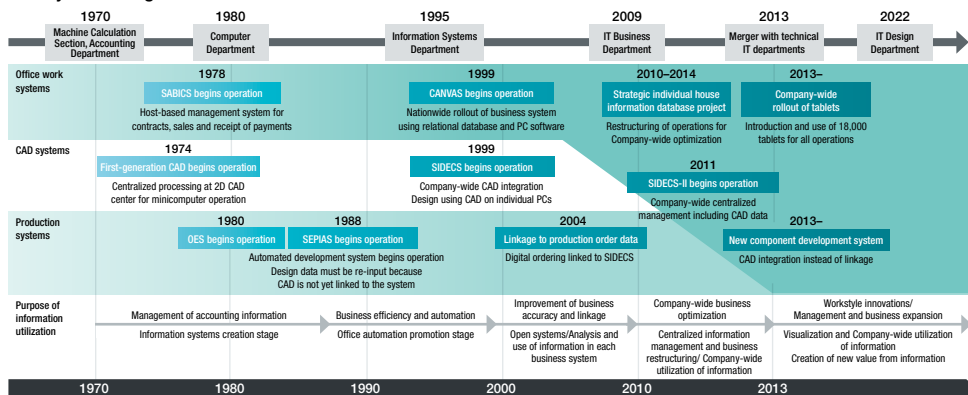 1970
1980
1995
2009
2013
2022
Machine Calculation
Section, Accounting
Department
Computer
Department
Information Systems
Department
IT Business
Department
Merger with technical
IT departments
IT Design
Department
Office work
systems
1978
SABICS begins operation
Host-based management system for
contracts, sales and receipt of payments
1999
CANVAS begins operation
Nationwide rollout of business system
using relational database and PC software
2010–2014
Strategic individual house
information database project
Restructuring of operations for
Company-wide optimization
2013–
Company-wide
rollout of tablets
Introduction and use of 18,000
tablets for all operations
CAD systems
1974
First-generation CAD begins operation
Centralized processing at 2D CAD
center for minicomputer operation
1999
SIDECS begins operation
Company-wide CAD integration
Design using CAD on individual PCs
2011
SIDECS-II begins operation
Company-wide centralized
management including CAD data
Production
systems
1980
OES begins operation
1988
SEPIAS begins operation
Automated development system begins operation
Design data must be re-input because
CAD is not yet linked to the system
2004
Linkage to production order data
Digital ordering linked to SIDECS
2013–
New component development system
CAD integration instead of linkage
Purpose of
information
utilization
Management of accounting information
Information systems creation stage
Business efficiency and automation
Office automation promotion stage
Improvement of business
accuracy and linkage
Open systems/Analysis and
use of information in each
business system
Company-wide business
optimization
Centralized information
management and business
restructuring/ Company-wide
utilization of information
Workstyle innovations/
Management and business expansion
Visualization and Company-wide utilization
of information
Creation of new value from information
1970
1980
1990
2000
2010
2013